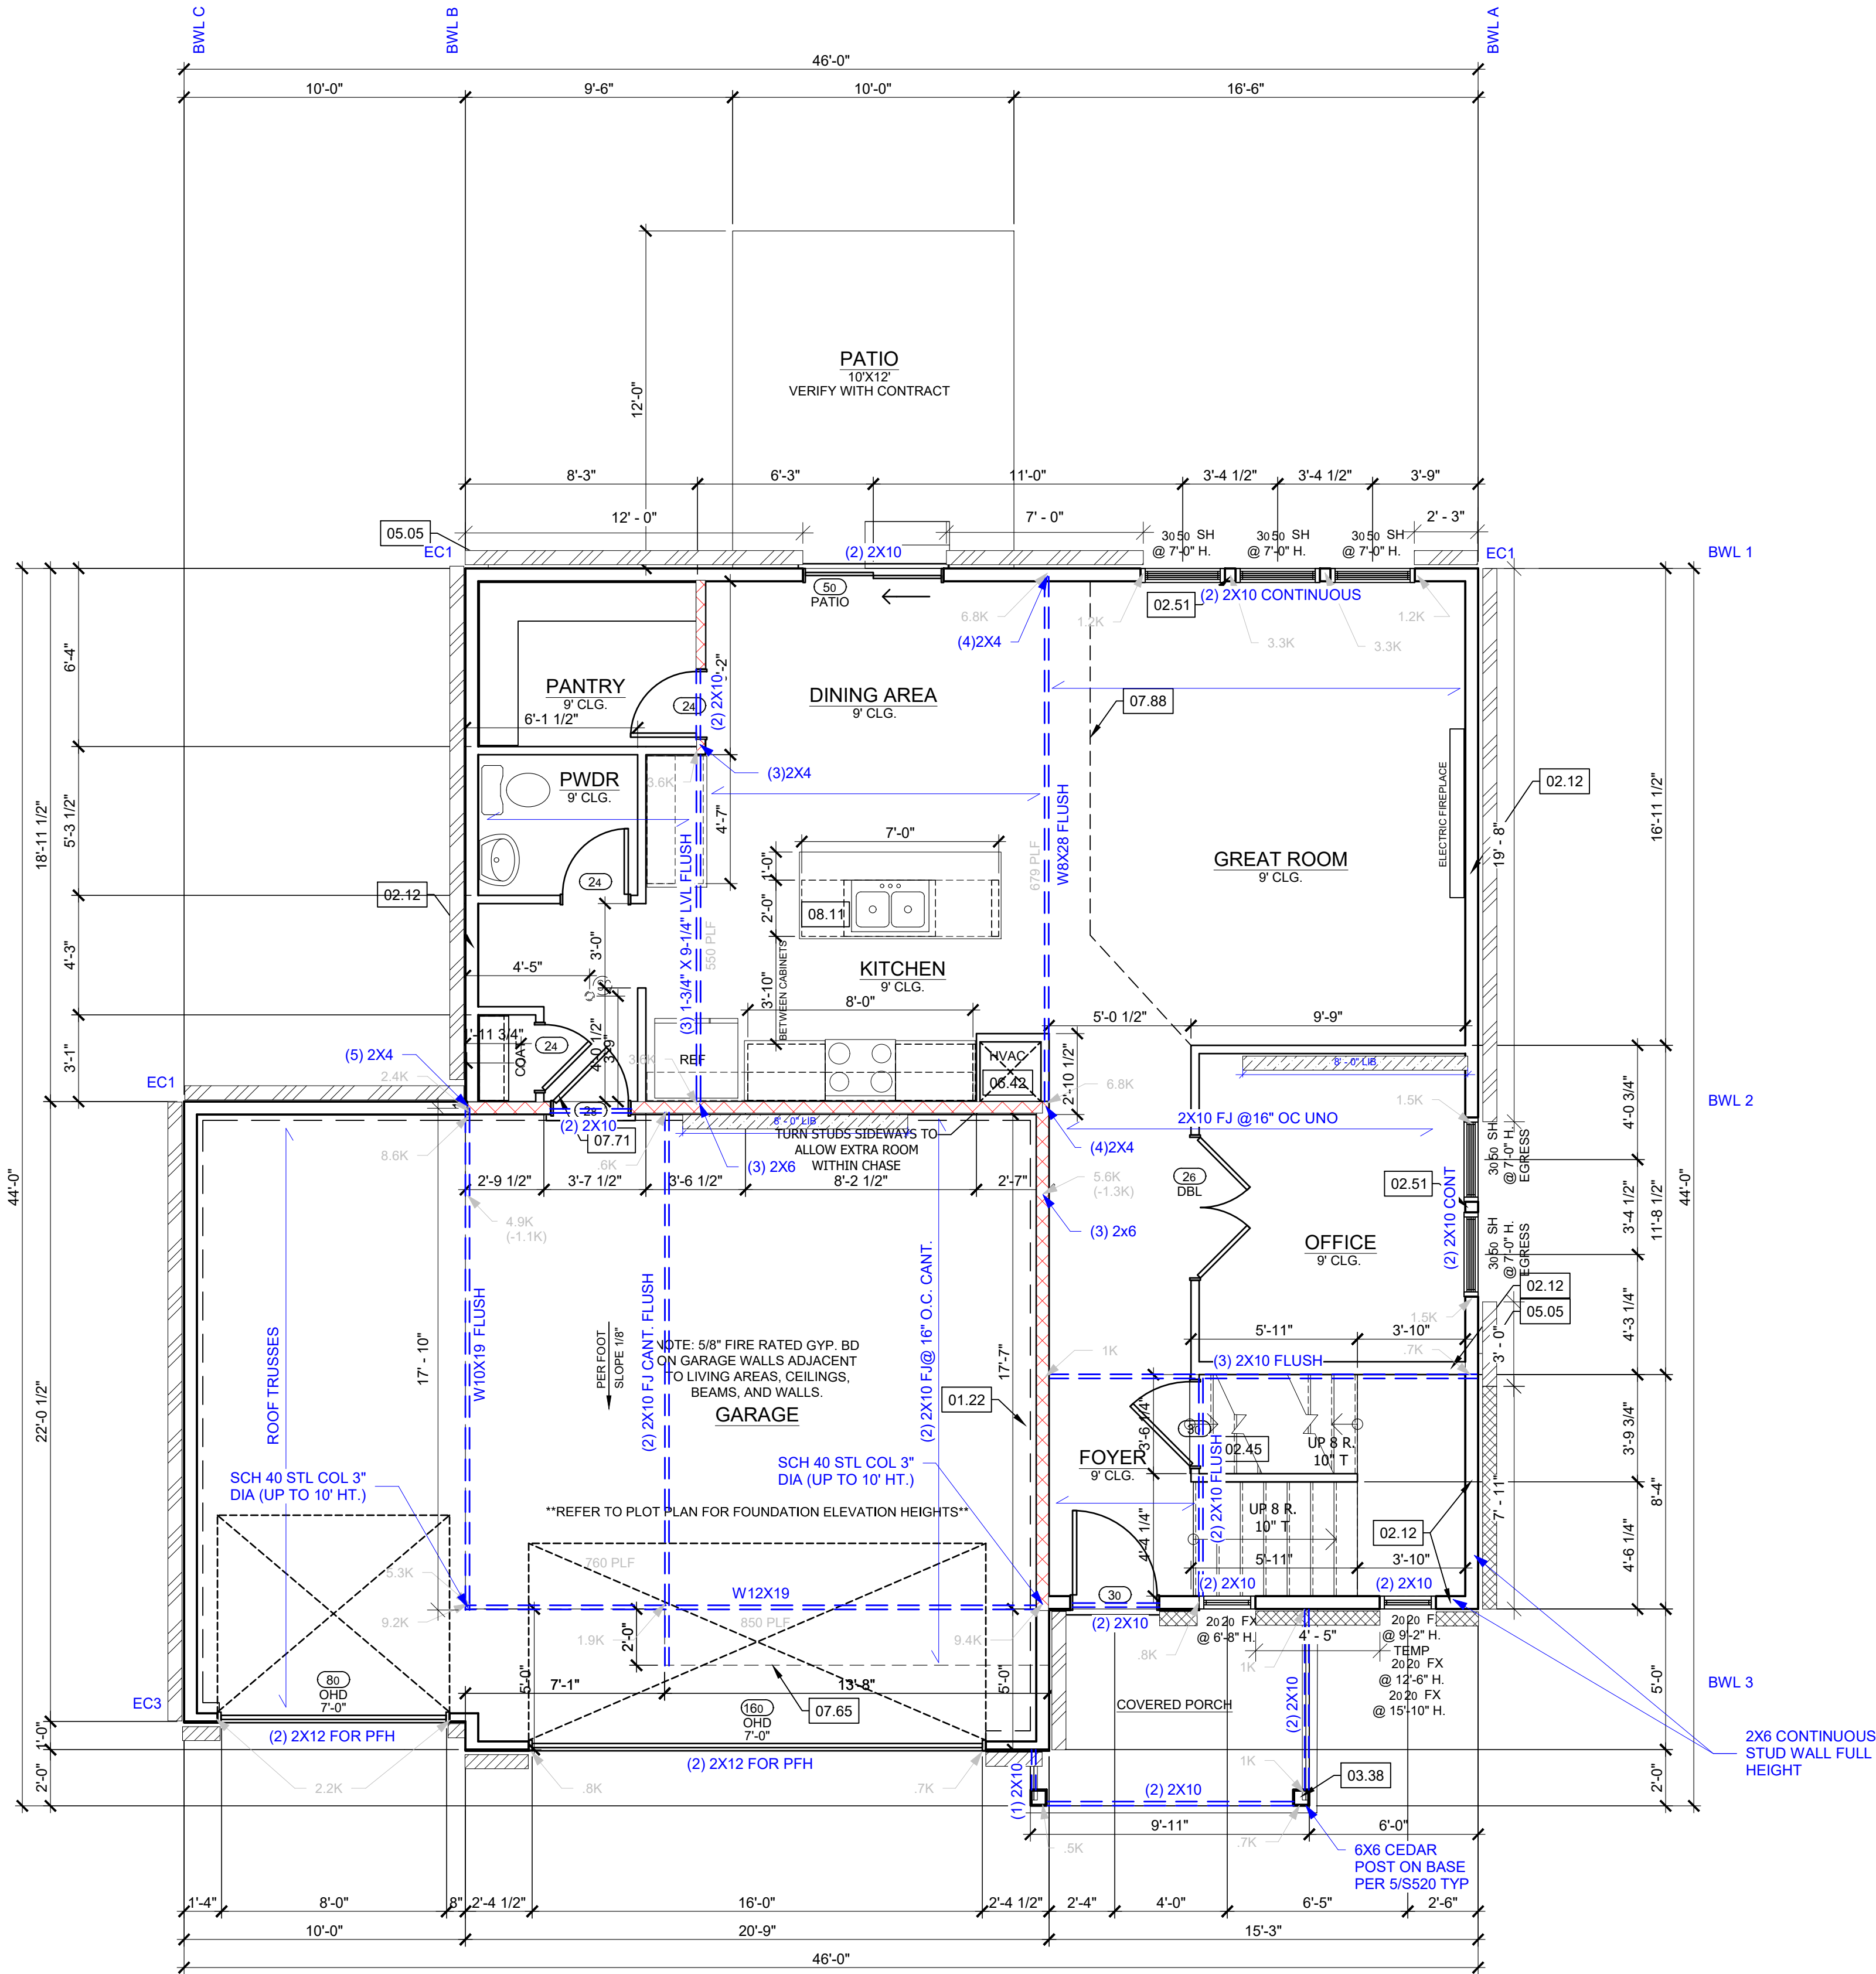 BWL C
BWL B
BWL A
46'-0"
10'-0"
9'-6"
10'-0"
16'-6"
PATIO
10'X12'
VERIFY WITH CONTRACT
12'-0"
8'-3"
6'-3"
11'-0"
3'-4 1/2"
3'-4 1/2"
3'-9"
12' - 0"
7' - 0"
2' - 3"
05.05
EC1
(2) 2X10
3050 SH
@ 7'-0" H.
3050 SH
@ 7'-0" H.
3050 SH
@ 7'-0" H.
EC1
BWL 1
50
PATIO
02.51
(2) 2X10 CONTINUOUS
6.8K
1.2K
1.2K
(4)2X4
3.3K
3.3K
6'-4"
PANTRY
9' CLG.
6'-1 1/2"
24
(2) 2X10
DINING AREA
9' CLG.
07.88
18'-11 1/2"
5'-3 1/2"
PWDR
9' CLG.
3.6K
(3)2X4
4'-7"
7'-0"
1'-0"
2'-0"
08.11
679 PLF
W8X28 FLUSH
GREAT ROOM
9' CLG.
ELECTRIC FIREPLACE
02.12
19' - 8"
16'-11 1/2"
24
02.12
(3) 1-3/4" X 9-1/4" LVL FLUSH
550 PLF
4'-3"
4'-5"
3'-0"
3'-10"
BETWEEN CABINETS
KITCHEN
9' CLG.
8'-0"
5'-0 1/2"
9'-9"
3'-1"
1'-11 3/4"
COAT
24
4'-0 1/2"
3'-9"
3.6K
REF
HVAC
06.42
2'-10 1/2"
6.8K
8' - 0" LIB
(5) 2X4
2.4K
EC1
28
(2) 2X10
07.71
6' - 0" LIB
TURN STUDS SIDEWAYS TO
ALLOW EXTRA ROOM
WITHIN CHASE
2X10 FJ @16" OC UNO
1.5K
4'-0 3/4"
BWL 2
8.6K
.6K
(3) 2X6
(4)2X4
2'-9 1/2"
3'-7 1/2"
3'-6 1/2"
8'-2 1/2"
2'-7"
5.6K
(-1.3K)
26
DBL
02.51
3050 SH
@ 7'-0" H.
EGRESS
44'-0"
44'-0"
4.9K
(-1.1K)
(3) 2x6
OFFICE
9' CLG.
(2) 2X10 CONT
3050 SH
@ 7'-0" H.
EGRESS
3'-4 1/2"
11'-8 1/2"
02.12
05.05
ROOF TRUSSES
17' - 10"
W10X19 FLUSH
PER FOOT
SLOPE 1/8"
(2) 2X10 FJ CANT. FLUSH
NOTE: 5/8" FIRE RATED GYP. BD
ON GARAGE WALLS ADJACENT
TO LIVING AREAS, CEILINGS,
BEAMS, AND WALLS.
GARAGE
(2) 2X10 FJ@ 16" O.C. CANT.
17'-7"
01.22
1K
5'-11"
3'-10"
1.5K
.7K
3' - 0"
4'-3 1/4"
(3) 2X10 FLUSH
22'-0 1/2"
FOYER
9' CLG.
3'-6 1/4"
30
02.45
UP 8 R.
10" T
(2) 2X10 FLUSH
3'-9 3/4"
8'-4"
SCH 40 STL COL 3"
DIA (UP TO 10' HT.)
SCH 40 STL COL 3"
DIA (UP TO 10' HT.)
**REFER TO PLOT PLAN FOR FOUNDATION ELEVATION HEIGHTS**
UP 8 R.
10" T
4'-4 1/4"
02.12
7' - 11"
4'-6 1/4"
5.3K
760 PLF
5'-11"
3'-10"
W12X19
(2) 2X10
(2) 2X10
30
9.2K
1.9K
850 PLF
9.4K
2'-0"
(2) 2X10
2020 FX
@ 6'-8" H.
4' - 5"
2020 F
@ 9'-2" H.
TEMP
2020 FX
@ 12'-6" H.
2020 FX
@ 15'-10" H.
.8K
1K
80
OHD
7'-0"
5'-0"
7'-1"
13'-8"
5'-0"
160
OHD
7'-0"
07.65
COVERED PORCH
(2) 2X10
5'-0"
BWL 3
EC3
1'-0"
(2) 2X12 FOR PFH
(2) 2X12 FOR PFH
2X6 CONTINUOUS
STUD WALL FULL
HEIGHT
2'-0"
2.2K
.8K
.7K
(1) 2X10
(2) 2X10
1K
03.38
2'-0"
9'-11"
6'-0"
.5K
.7K
6X6 CEDAR
POST ON BASE
PER 5/S520 TYP
1'-4"
8'-0"
8"
2'-4 1/2"
16'-0"
2'-4 1/2"
2'-4"
4'-0"
6'-5"
2'-6"
10'-0"
20'-9"
15'-3"
46'-0"